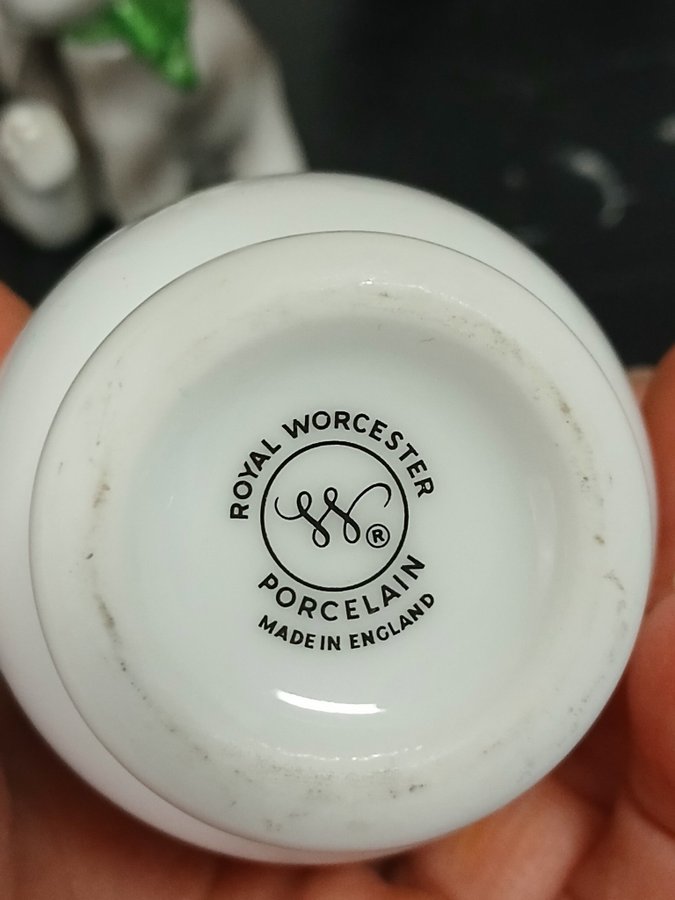 ROYAL WORCESTER
W®
PORCELAIN
MADE IN ENGLAND